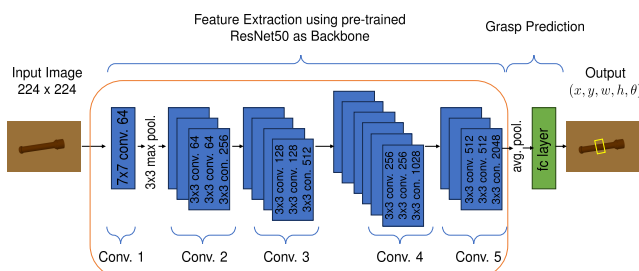 Feature Extraction using pre-trained
ResNet50 as Backbone
Grasp Prediction
Input Image
224 x 224
Output
(x, y, w, h, θ)
7x7 conv. 64
3x3 max pool.
3x3 conv. 64
3x3 conv. 64
3x3 con. 256
3x3 conv. 128
3x3 conv. 128
3x3 con. 512
3x3 conv. 256
3x3 conv. 256
3x3 con. 1028
3x3 conv. 512
3x3 conv. 512
3x3 con. 2048
avg. pool.
fc layer
Conv. 1
Conv. 2
Conv. 3
Conv. 4
Conv. 5